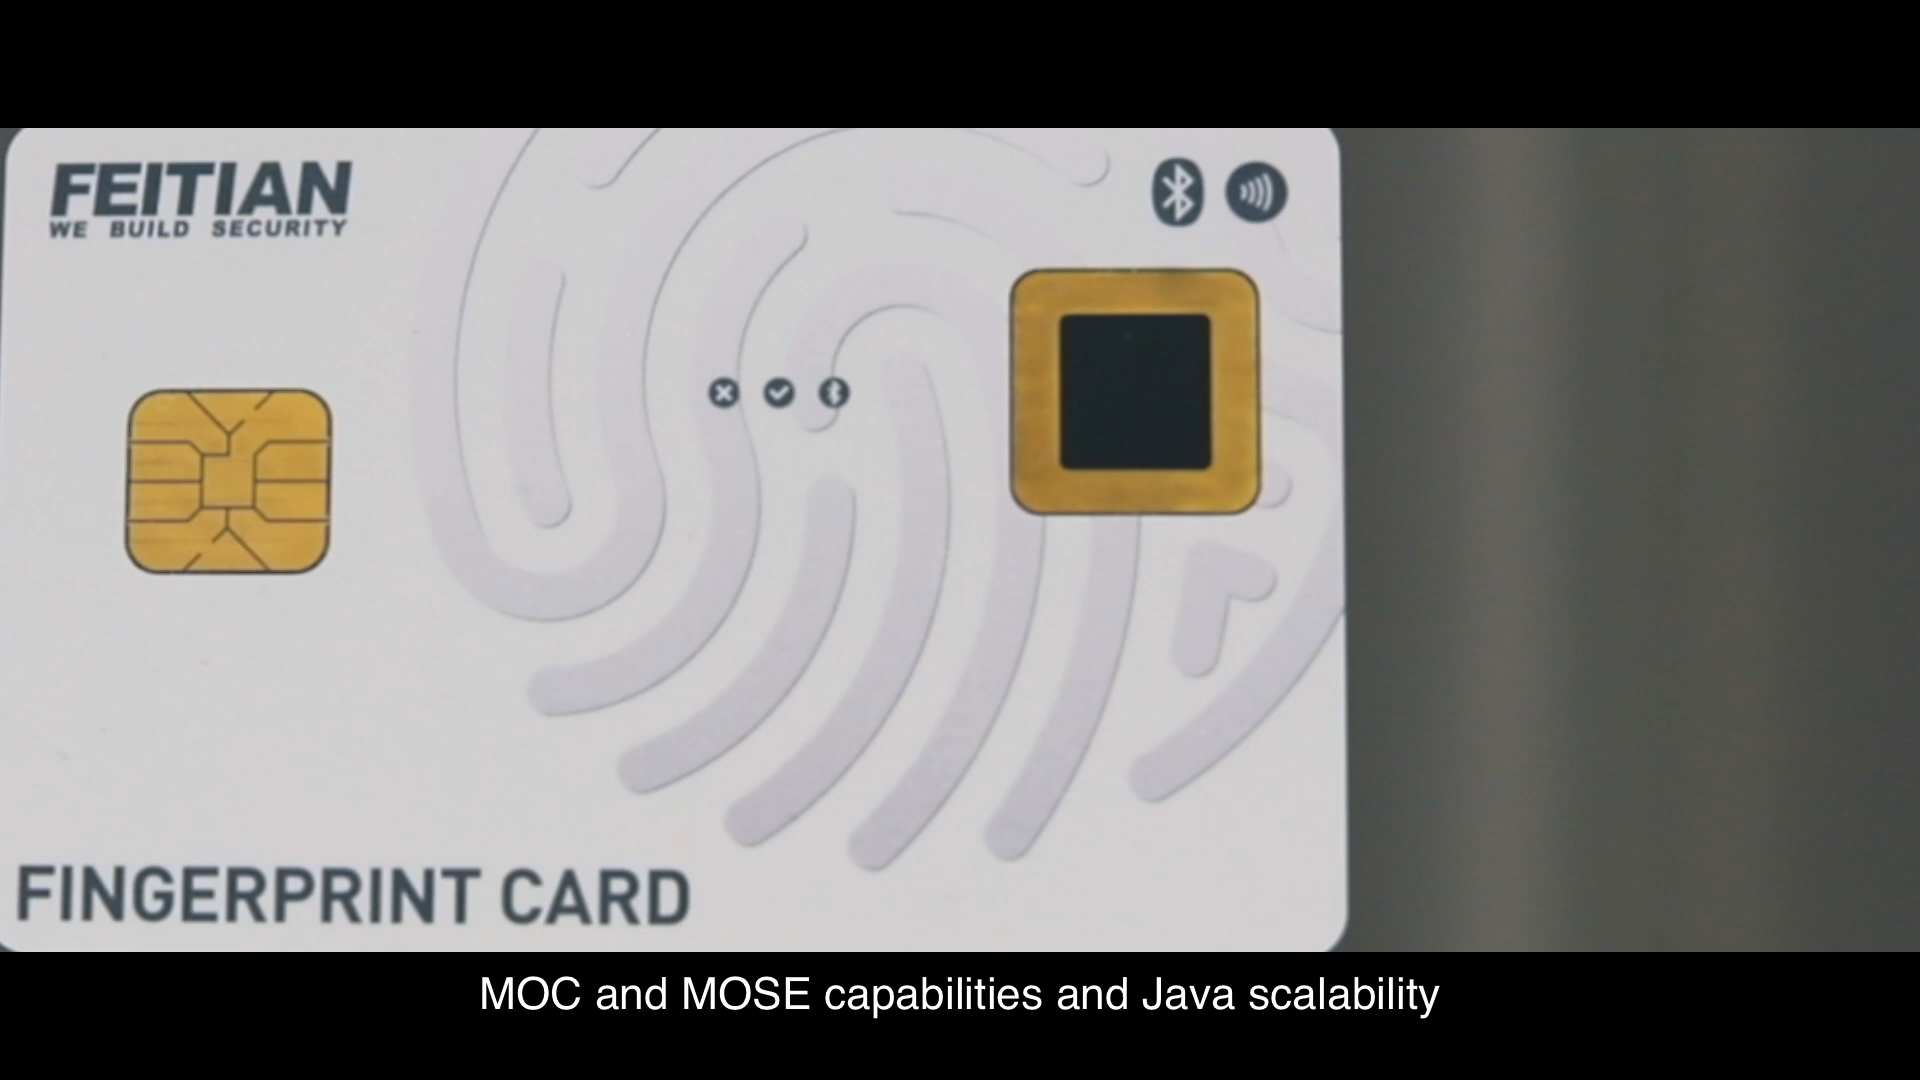 FEITIAN
WE BUILD SECURITY
FINGERPRINT CARD
MOC and MOSE capabilities and Java scalability